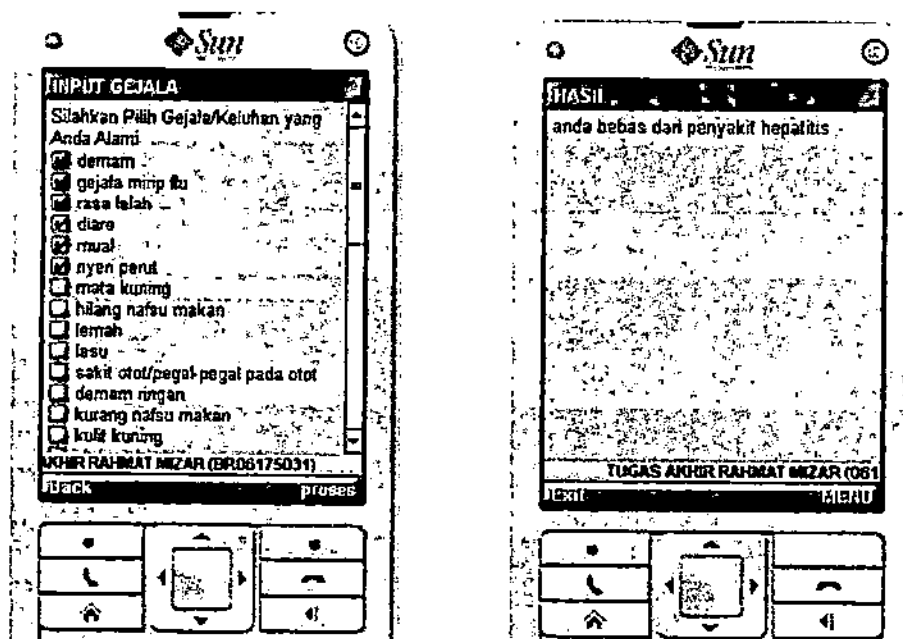 Sun
INPUT GEJALA
Silahkan Pilih Gejala/Keluhan yang
Anda Alami
demam
gejala mirip flu
rasa lelah
diare
mual
nyeri perut
mata kuning
hilang nafsu makan
lemah
lesu
sakit otot/pegal-pegal pada otot
demam ringan
kurang nafsu makan
kulit kuning
AKHIR RAHMAT MIZAR (BR06175031)
Back proses
Sun
HASIL
anda bebas dari penyakit hepatitis
TUGAS AKHIR RAHMAT MIZAR (061
Exit MENU